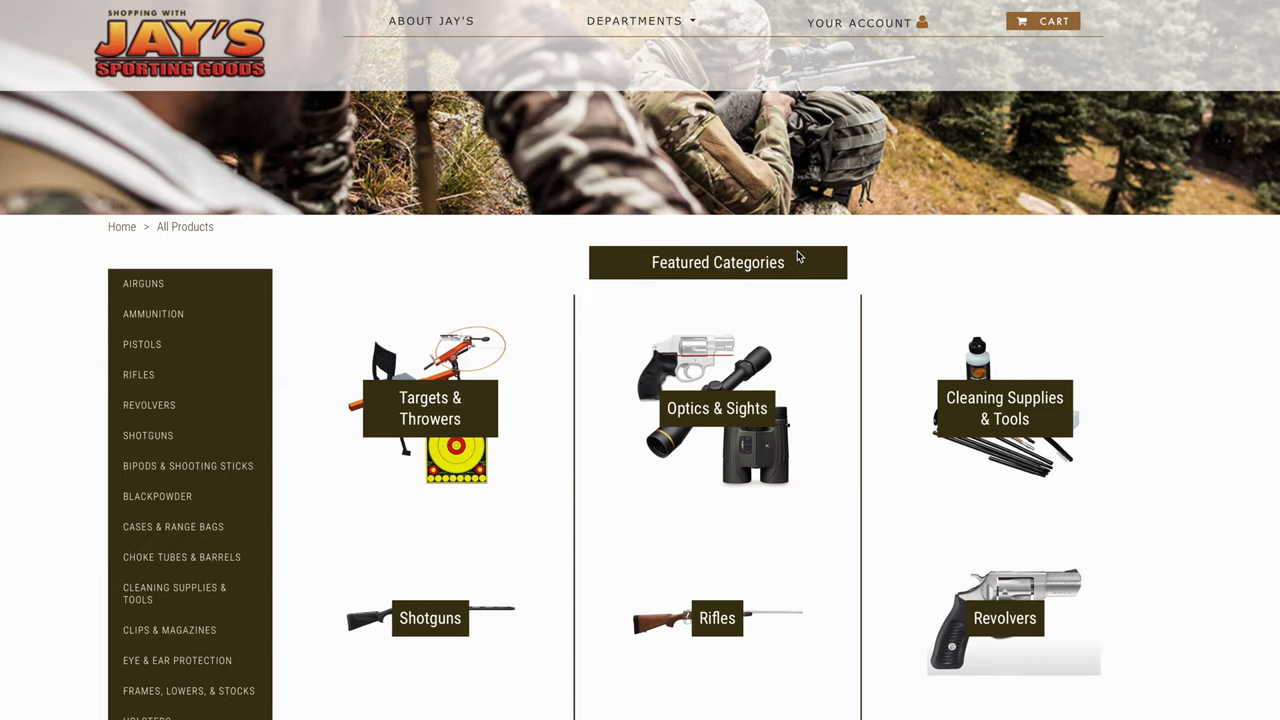 SHOPPING WITH
JAY'S
SPORTING GOODS
ABOUT JAY'S
DEPARTMENTS
YOUR ACCOUNT
CART
Home > All Products
Featured Categories
AIRGUNS
AMMUNITION
PISTOLS
RIFLES
REVOLVERS
SHOTGUNS
BIPODS & SHOOTING STICKS
BLACKPOWDER
CASES & RANGE BAGS
CHOKE TUBES & BARRELS
CLEANING SUPPLIES &
TOOLS
CLIPS & MAGAZINES
EYE & EAR PROTECTION
FRAMES, LOWERS, & STOCKS
HOLSTERS
Targets &
Throwers
Optics & Sights
Cleaning Supplies
& Tools
Shotguns
Rifles
Revolvers